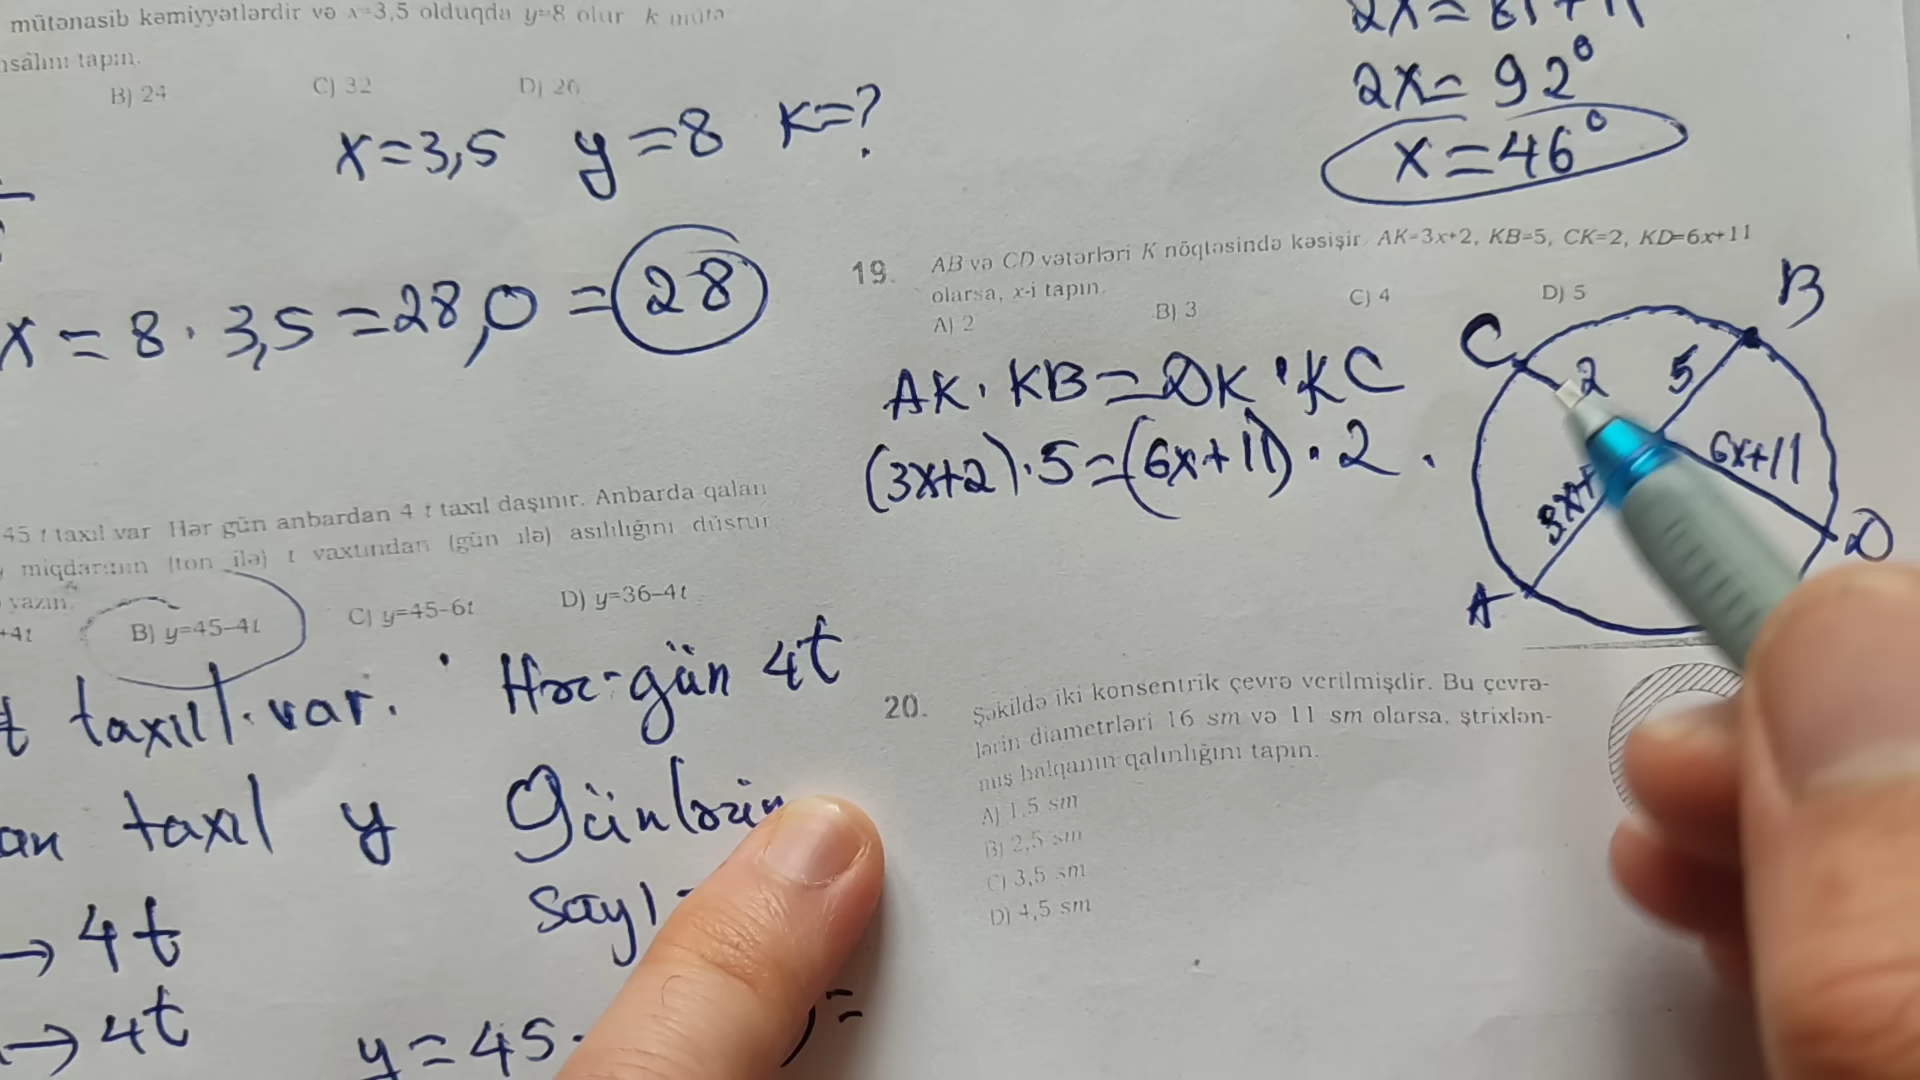 mütənasib kəmiyyətlərdir və x=3,5 olduqda y=8 olur k
tapın.
B) 24 C) 32 D) 26
x=3,5 y=8 k=?
x = 8 · 3,5 = 28,0 = 28
45 t taxıl var Hər gün anbardan 4 t taxıl daşınır. Anbarda qalan
miqdarının (ton ilə) t vaxtından (gün ilə) asılılığını düstur
yazın.
+4t B) y=45–4t C) y=45–6t D) y=36–4t
t taxıl var. Hər gün 4t
an taxıl y Günlərin
sayı
→ 4t
→ 4t
y = 45
2x = 92°
x = 46°
19. AB və CD vətərləri K nöqtəsində kəsişir. AK=3x+2, KB=5, CK=2, KD=6x+11
olarsa, x-i tapın.
A) 2 B) 3 C) 4 D) 5
AK · KB = DK · KC
(3x+2) · 5 = (6x+11) · 2
C B
2 5
6x+11
3x+
A D
20. Şəkildə iki konsentrik çevrə verilmişdir. Bu çevrə-
lərin diametrləri 16 sm və 11 sm olarsa, ştrixlən-
miş halqanın qalınlığını tapın.
A) 1,5 sm
B) 2,5 sm
C) 3,5 sm
D) 4,5 sm